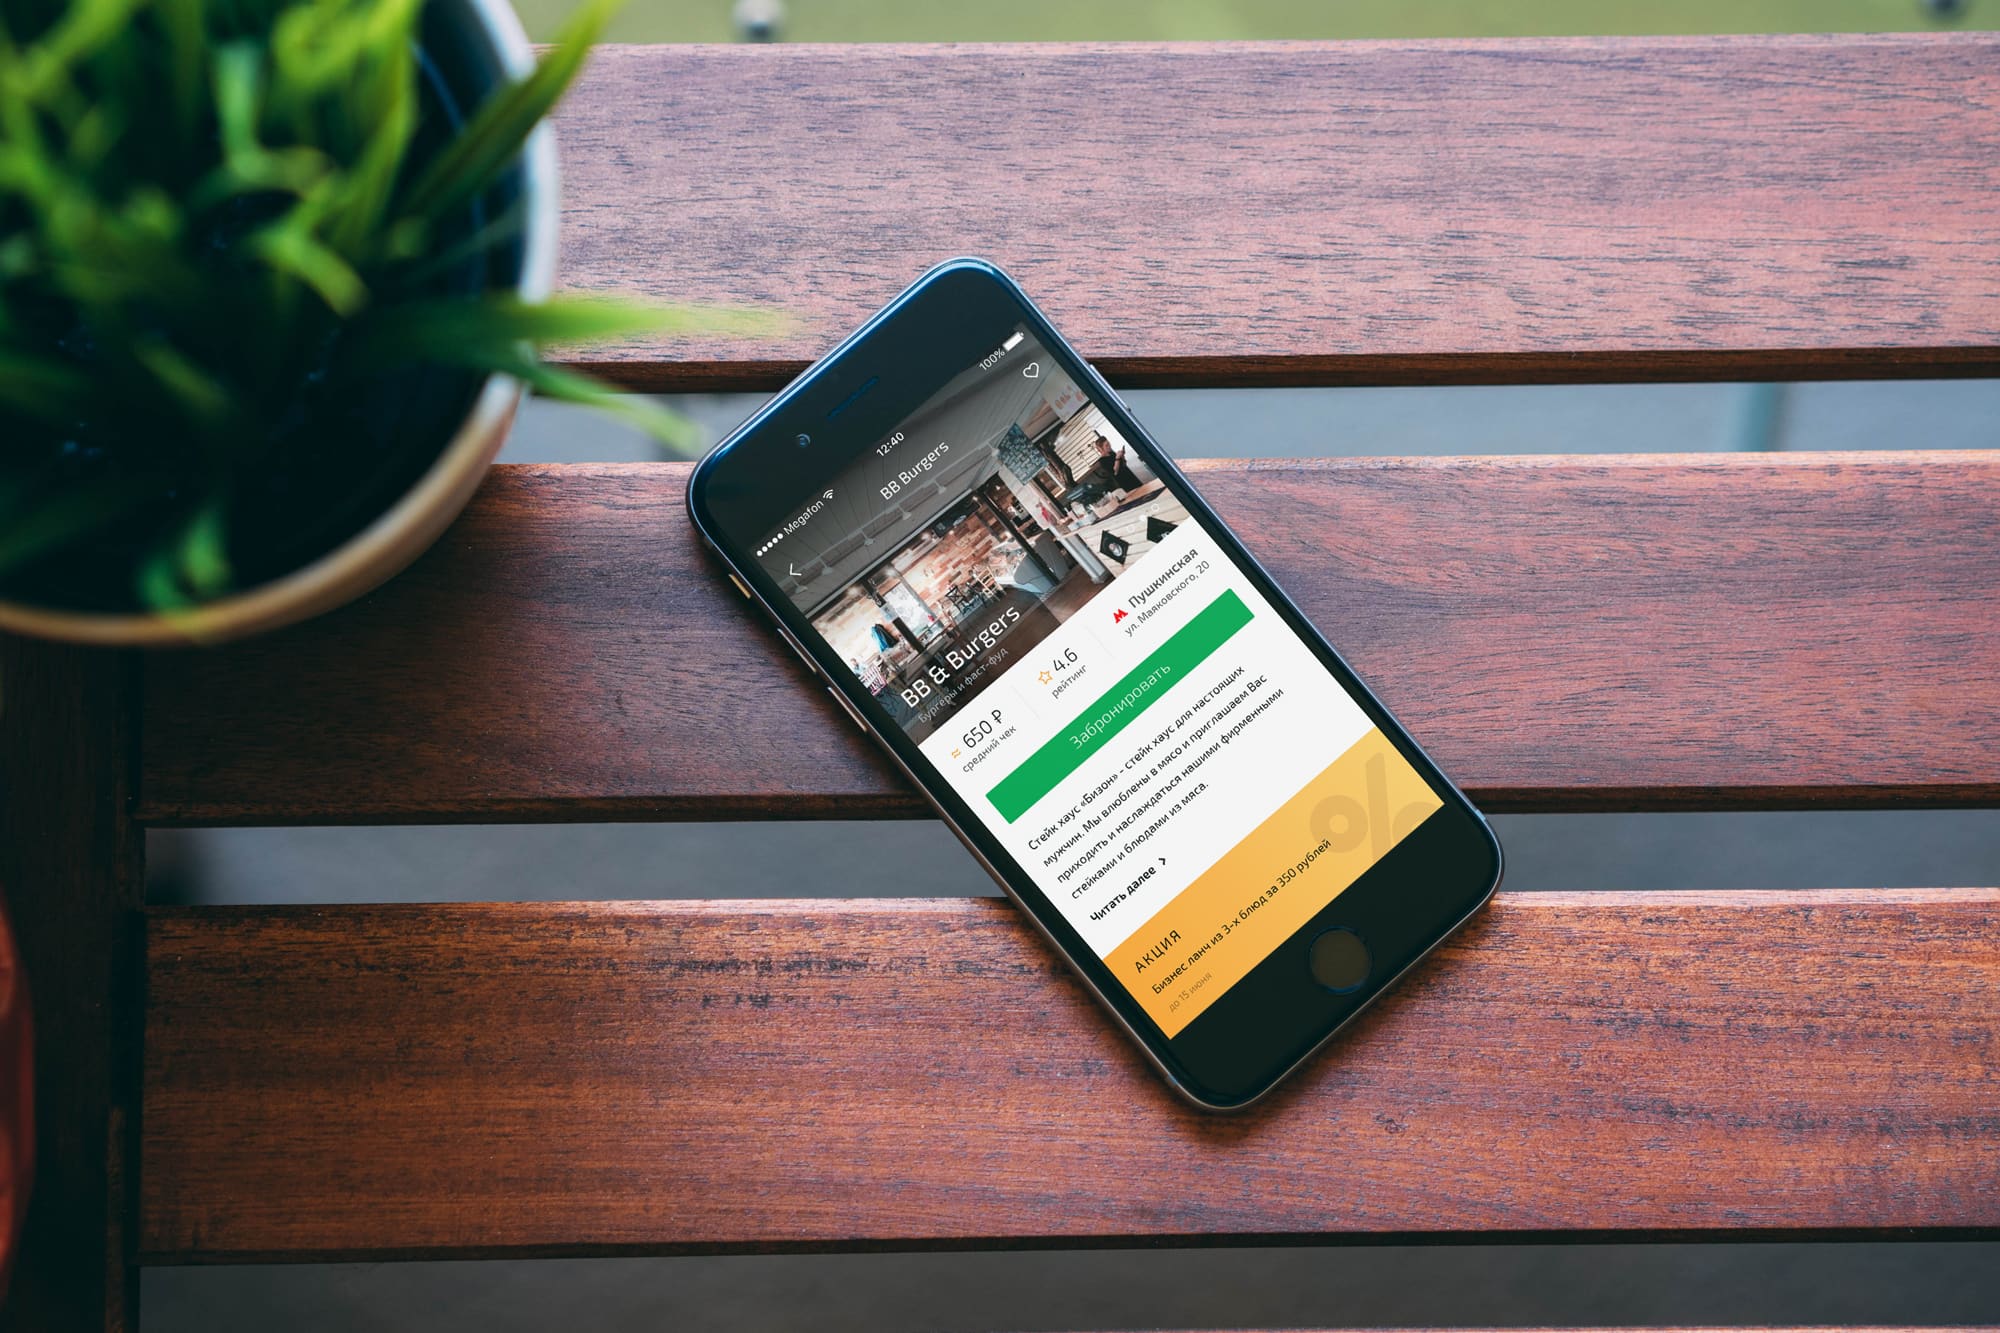 Megafon
12:40
100%
BB Burgers
BB & Burgers
Бургеры и фаст-фуд
≈ 650 ₽
средний чек
4.6
рейтинг
Пушкинская
ул. Маяковского, 20
Забронировать
Стейк хаус «Бизон» - стейк хаус для настоящих
мужчин. Мы влюблены в мясо и приглашаем Вас
приходить и наслаждаться нашими фирменными
стейками и блюдами из мяса.
Читать далее >
АКЦИЯ
Бизнес ланч из 3-х блюд за 350 рублей
до 15 июня
%